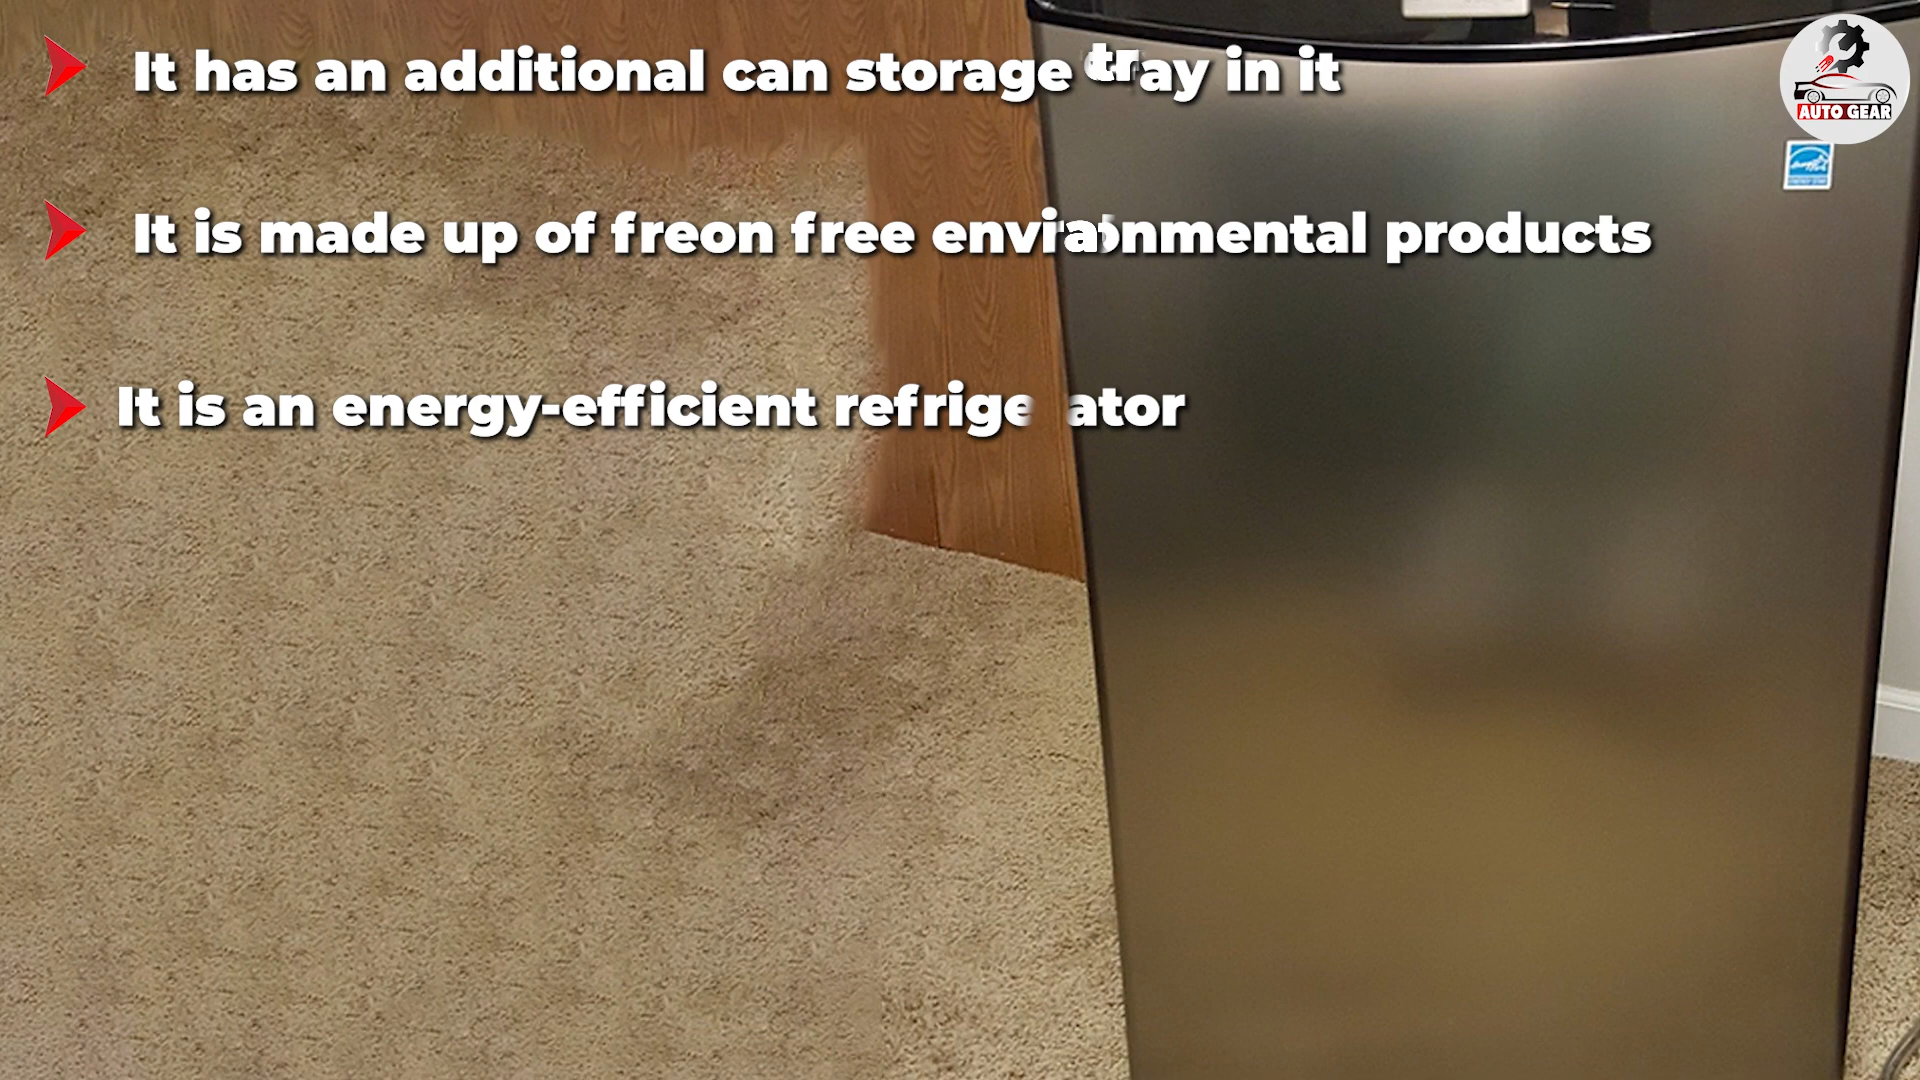 It has an additional can storage tray in it
AUTO GEAR
It is made up of freon free environmental products
It is an energy-efficient refrigerator